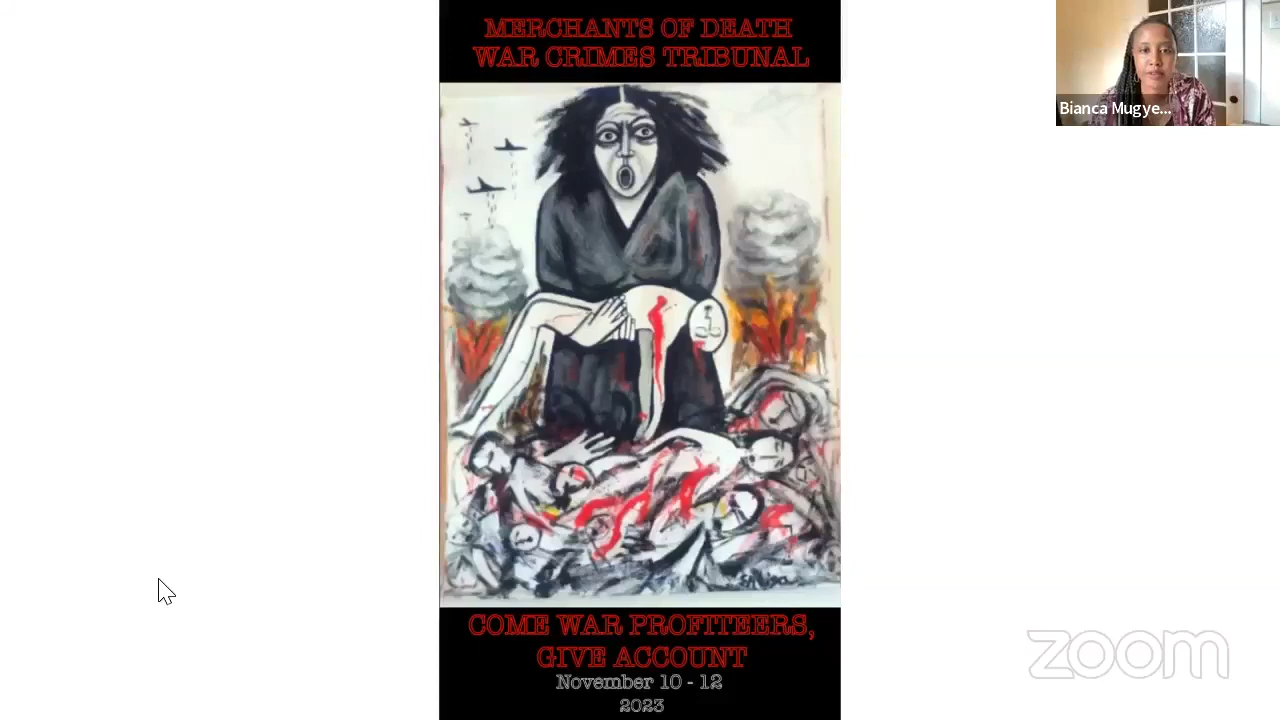 MERCHANTS OF DEATH
WAR CRIMES TRIBUNAL
Bianca Mugye...
COME WAR PROFITEERS,
GIVE ACCOUNT
November 10 - 12
2023
zoom